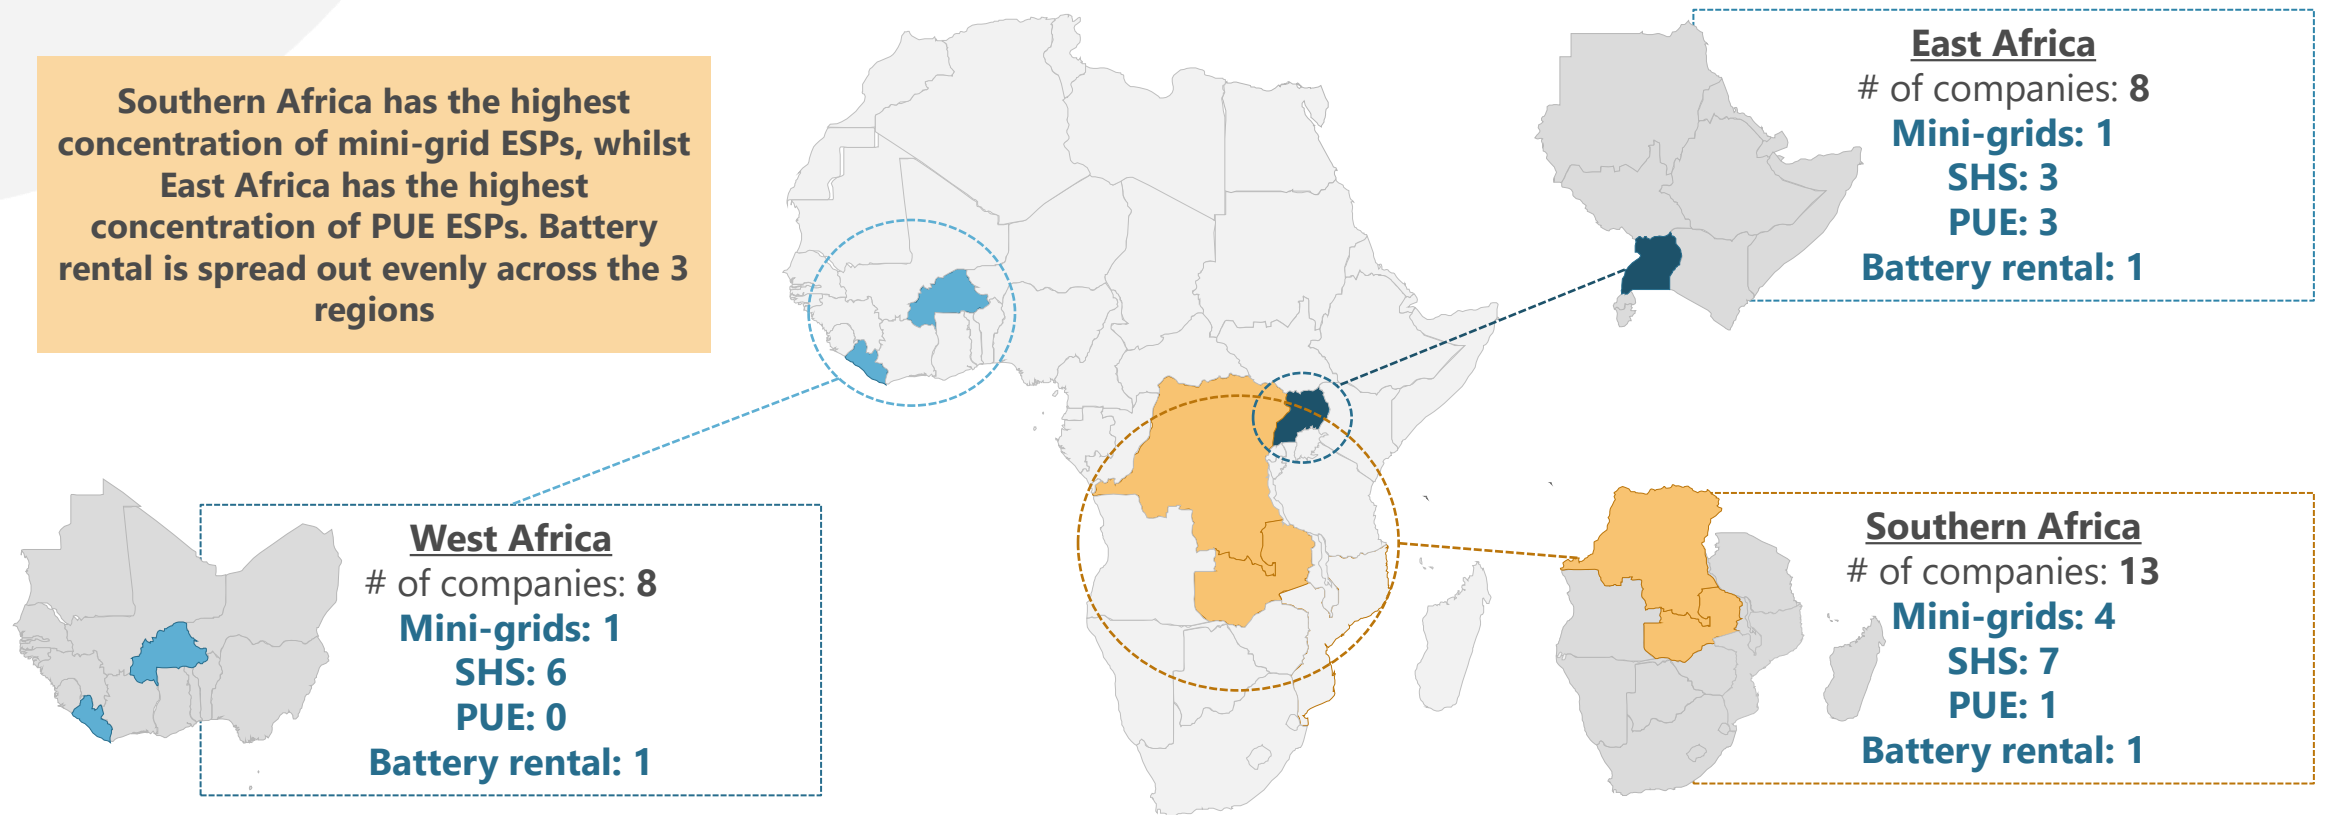 Southern Africa has the highest
concentration of mini-grid ESPs, whilst
East Africa has the highest
concentration of PUE ESPs. Battery
rental is spread out evenly across the 3
regions
East Africa
# of companies: 8
Mini-grids: 1
SHS: 3
PUE: 3
Battery rental: 1
West Africa
# of companies: 8
Mini-grids: 1
SHS: 6
PUE: 0
Battery rental: 1
Southern Africa
# of companies: 13
Mini-grids: 4
SHS: 7
PUE: 1
Battery rental: 1